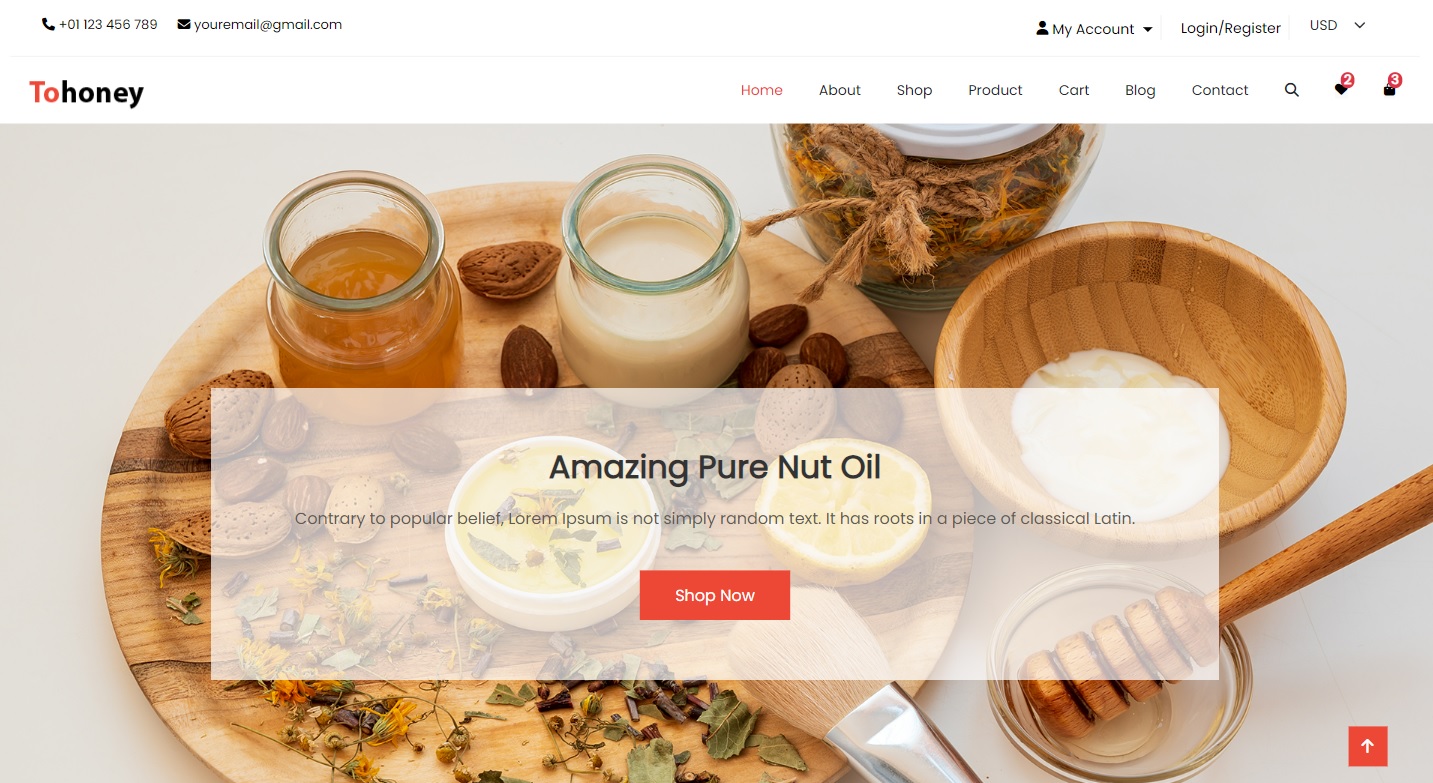 +01 123 456 789 youremail@gmail.com My Account Login/Register USD
Tohoney Home About Shop Product Cart Blog Contact 2 3
Amazing Pure Nut Oil
Contrary to popular belief, Lorem Ipsum is not simply random text. It has roots in a piece of classical Latin.
Shop Now